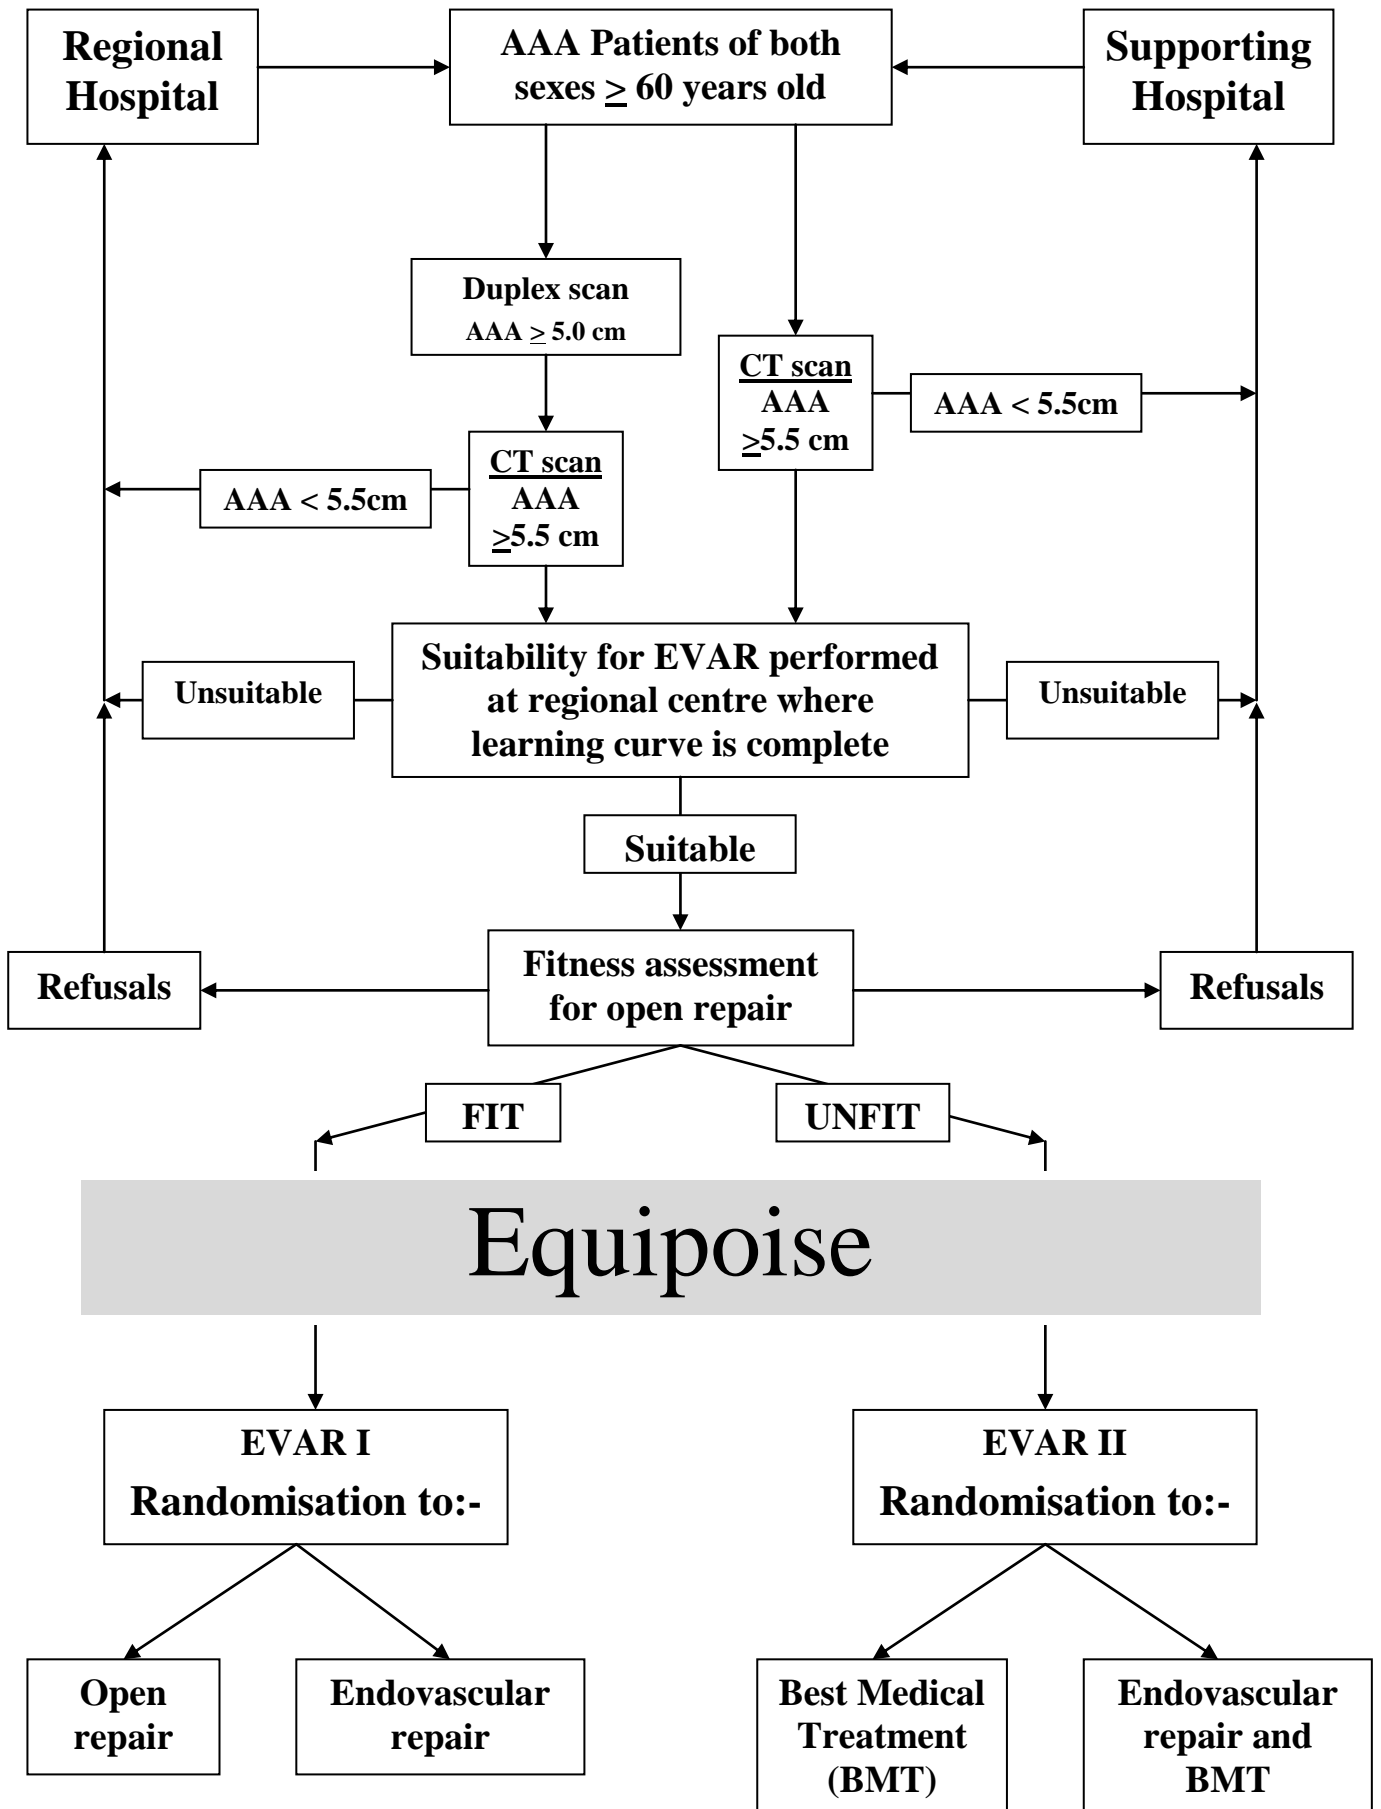 Regional
Hospital
AAA Patients of both
sexes ≥ 60 years old
Supporting
Hospital
Duplex scan
AAA ≥ 5.0 cm
CT scan
AAA
≥5.5 cm
AAA < 5.5cm
AAA < 5.5cm
CT scan
AAA
≥5.5 cm
Unsuitable
Suitability for EVAR performed
at regional centre where
learning curve is complete
Unsuitable
Suitable
Refusals
Fitness assessment
for open repair
Refusals
FIT
UNFIT
Equipoise
EVAR I
Randomisation to:-
EVAR II
Randomisation to:-
Open
repair
Endovascular
repair
Best Medical
Treatment
(BMT)
Endovascular
repair and
BMT